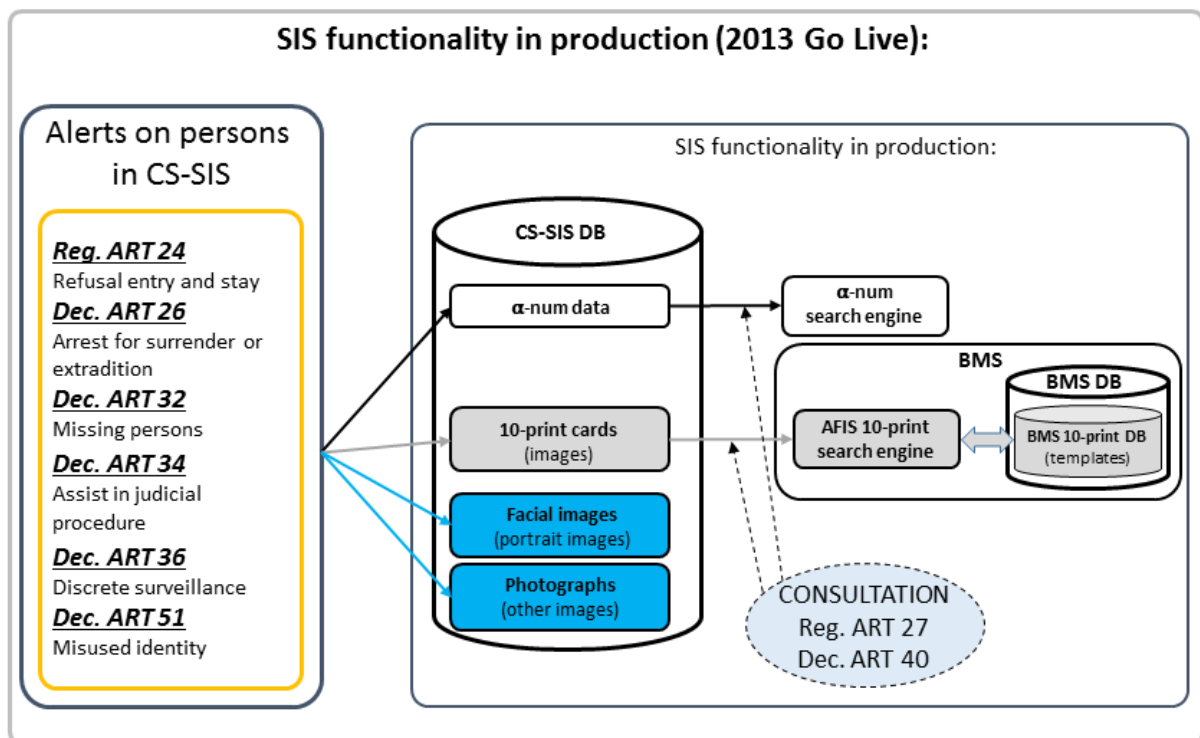 SIS functionality in production (2013 Go Live):
Alerts on persons
in CS-SIS
Reg. ART 24
Refusal entry and stay
Dec. ART 26
Arrest for surrender or
extradition
Dec. ART 32
Missing persons
Dec. ART 34
Assist in judicial
procedure
Dec. ART 36
Discrete surveillance
Dec. ART 51
Misused identity
SIS functionality in production:
CS-SIS DB
α-num data
10-print cards
(images)
Facial images
(portrait images)
Photographs
(other images)
α-num
search engine
BMS
AFIS 10-print
search engine
BMS DB
BMS 10-print DB
(templates)
CONSULTATION
Reg. ART 27
Dec. ART 40